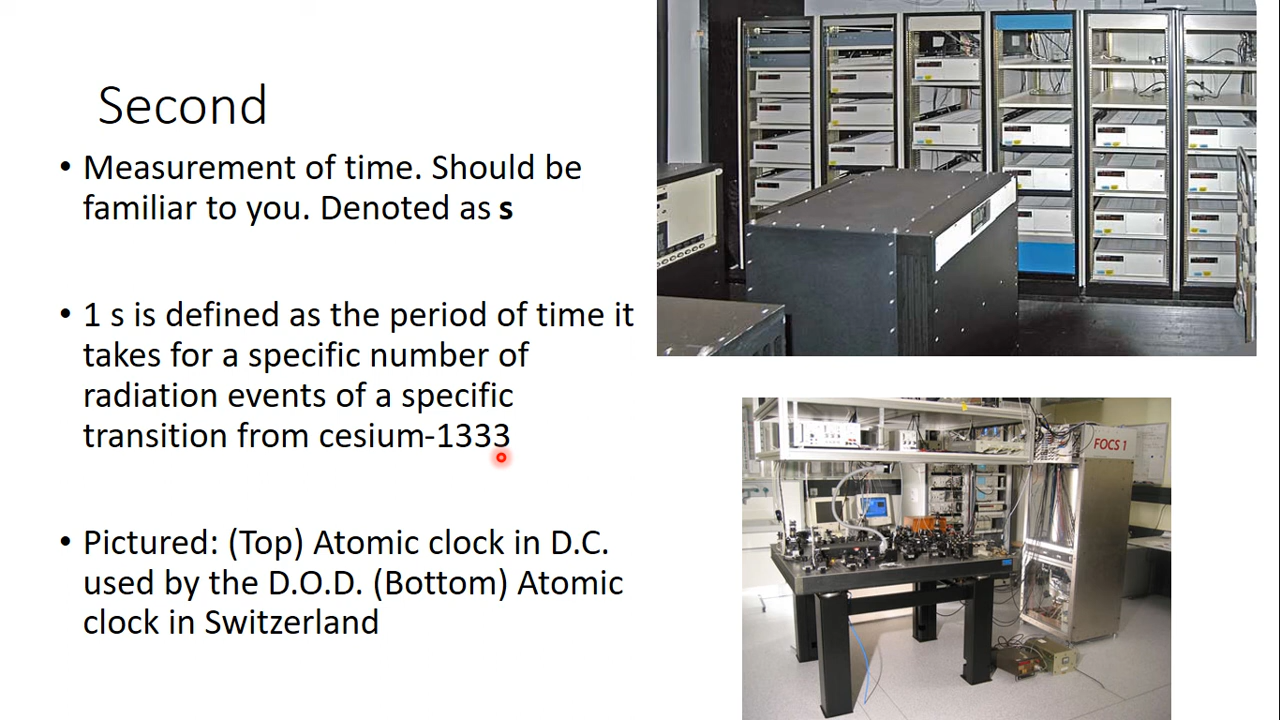 Second
• Measurement of time. Should be
familiar to you. Denoted as s
• 1 s is defined as the period of time it
takes for a specific number of
radiation events of a specific
transition from cesium-1333
• Pictured: (Top) Atomic clock in D.C.
used by the D.O.D. (Bottom) Atomic
clock in Switzerland
FOCS 1